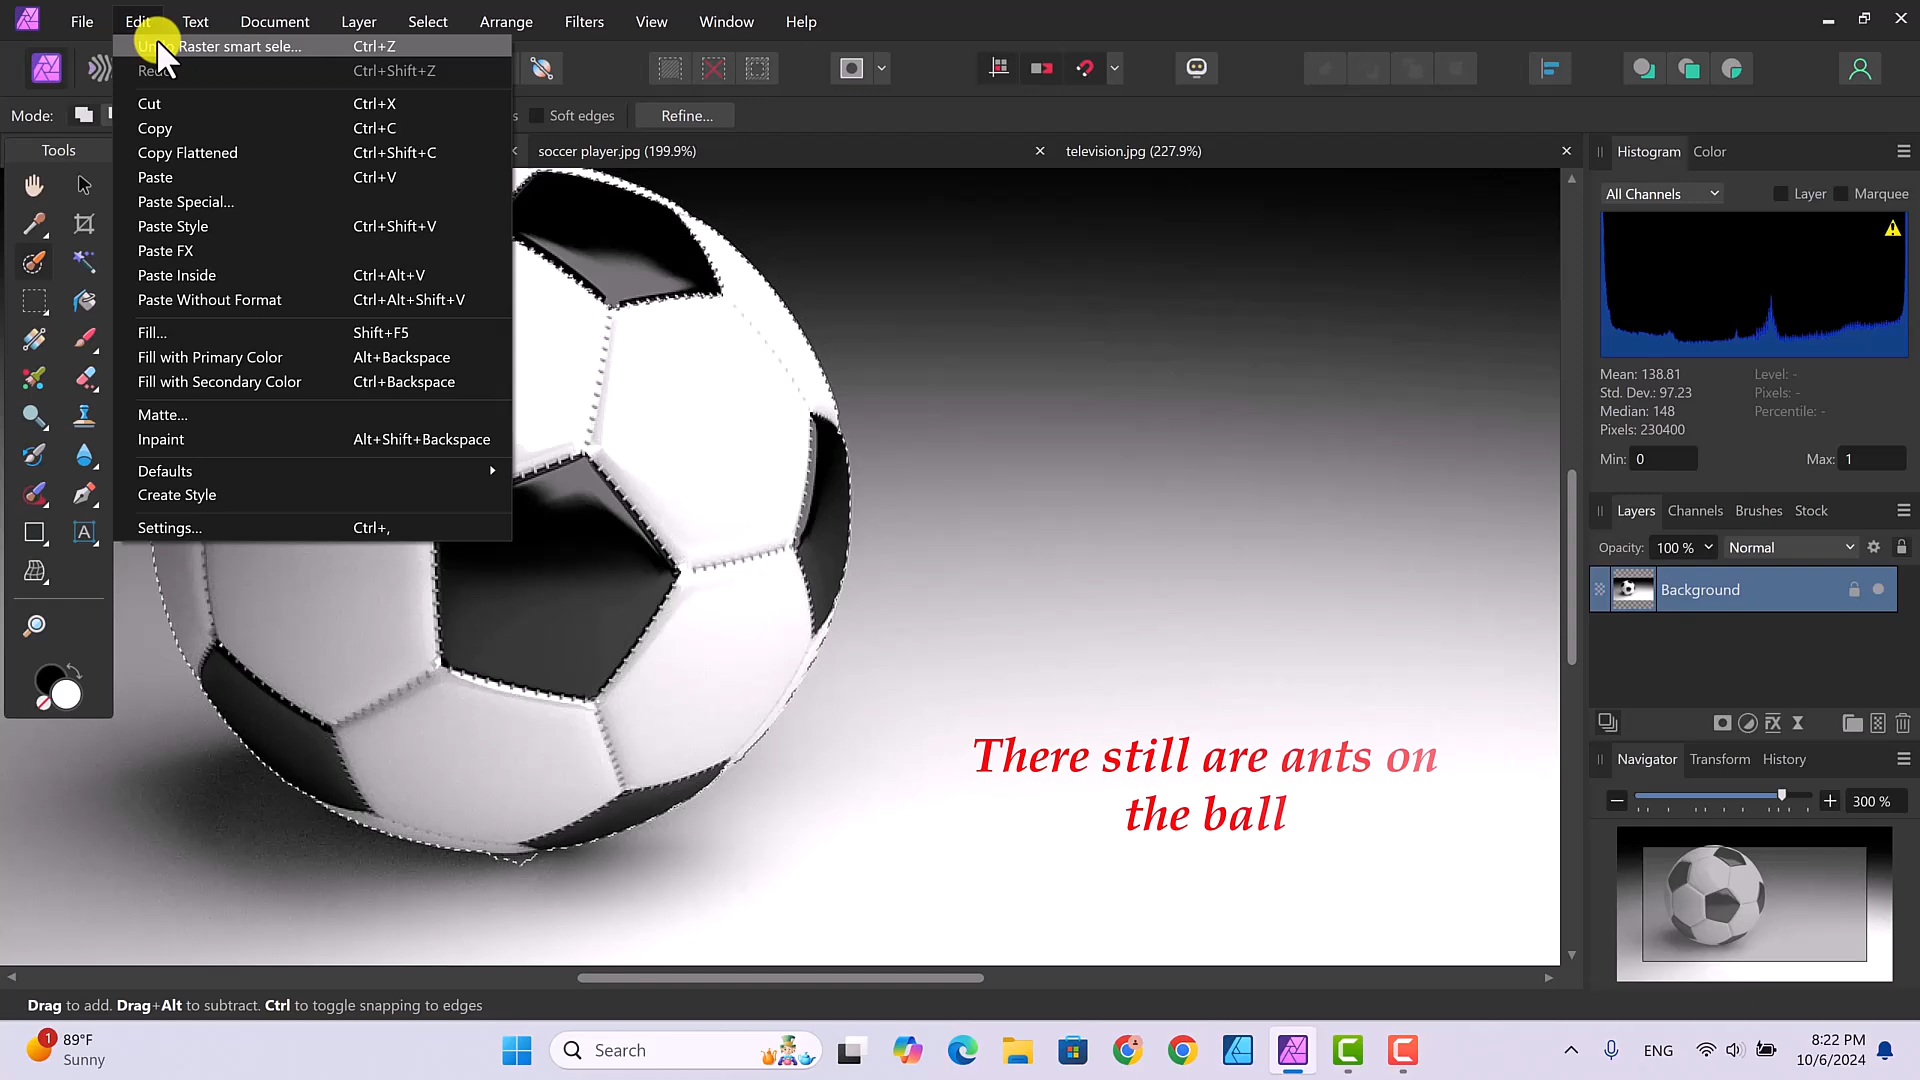 File Edit Text Document Layer Select Arrange Filters View Window Help
Undo Raster smart sele... Ctrl+Z
Redo Ctrl+Shift+Z
Cut Ctrl+X
Copy Ctrl+C
Copy Flattened Ctrl+Shift+C
Paste Ctrl+V
Paste Special...
Paste Style Ctrl+Shift+V
Paste FX
Paste Inside Ctrl+Alt+V
Paste Without Format Ctrl+Alt+Shift+V
Fill... Shift+F5
Fill with Primary Color Alt+Backspace
Fill with Secondary Color Ctrl+Backspace
Matte...
Inpaint Alt+Shift+Backspace
Defaults
Create Style
Settings... Ctrl+,
Mode: Soft edges Refine...
Tools
soccer player.jpg (199.9%) television.jpg (227.9%)
There still are ants on
the ball
Histogram Color
All Channels Layer Marquee
Mean: 138.81 Level: -
Std. Dev.: 97.23 Pixels: -
Median: 148 Percentile: -
Pixels: 230400
Min: 0 Max: 1
Layers Channels Brushes Stock
Opacity: 100 % Normal
Background
FX
Navigator Transform History
300 %
Drag to add. Drag+Alt to subtract. Ctrl to toggle snapping to edges
1 89°F
Sunny
Search
ENG
8:22 PM
10/6/2024